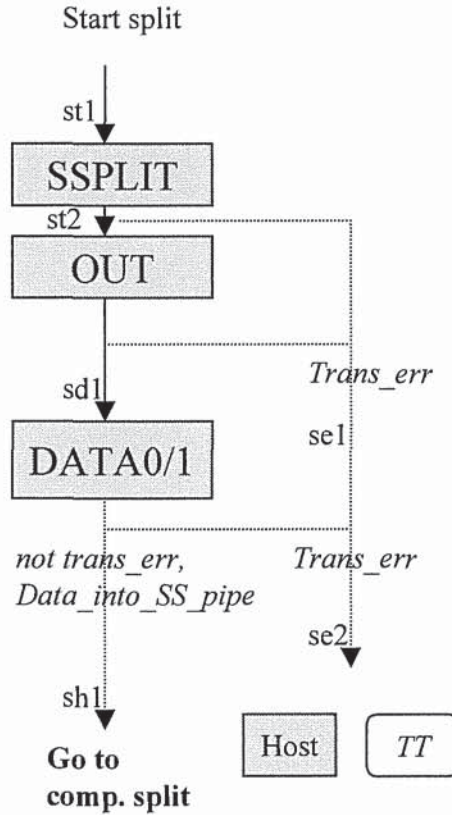 Start split
st1
SSPLIT
st2
OUT
Trans_err
sd1
se1
DATA0/1
not trans_err,
Data_into_SS_pipe
Trans_err
se2
sh1
Host
TT
Go to
comp. split